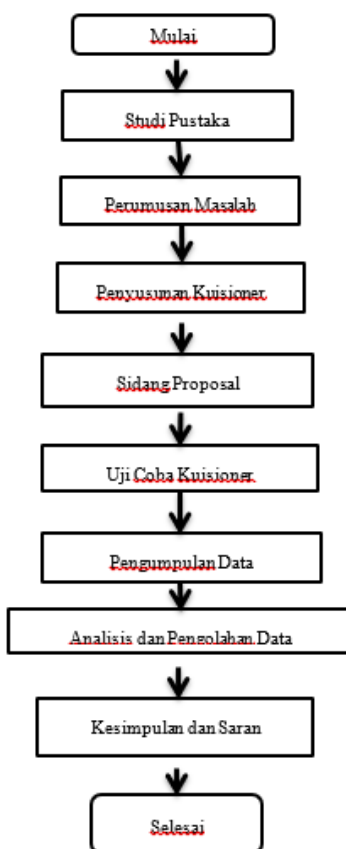 Mulai
Studi Pustaka
Perumusan Masalah
Penyusunan Kuisioner
Sidang Proposal
Uji Coba Kuisioner
Pengumpulan Data
Analisis dan Pengolahan Data
Kesimpulan dan Saran
Selesai